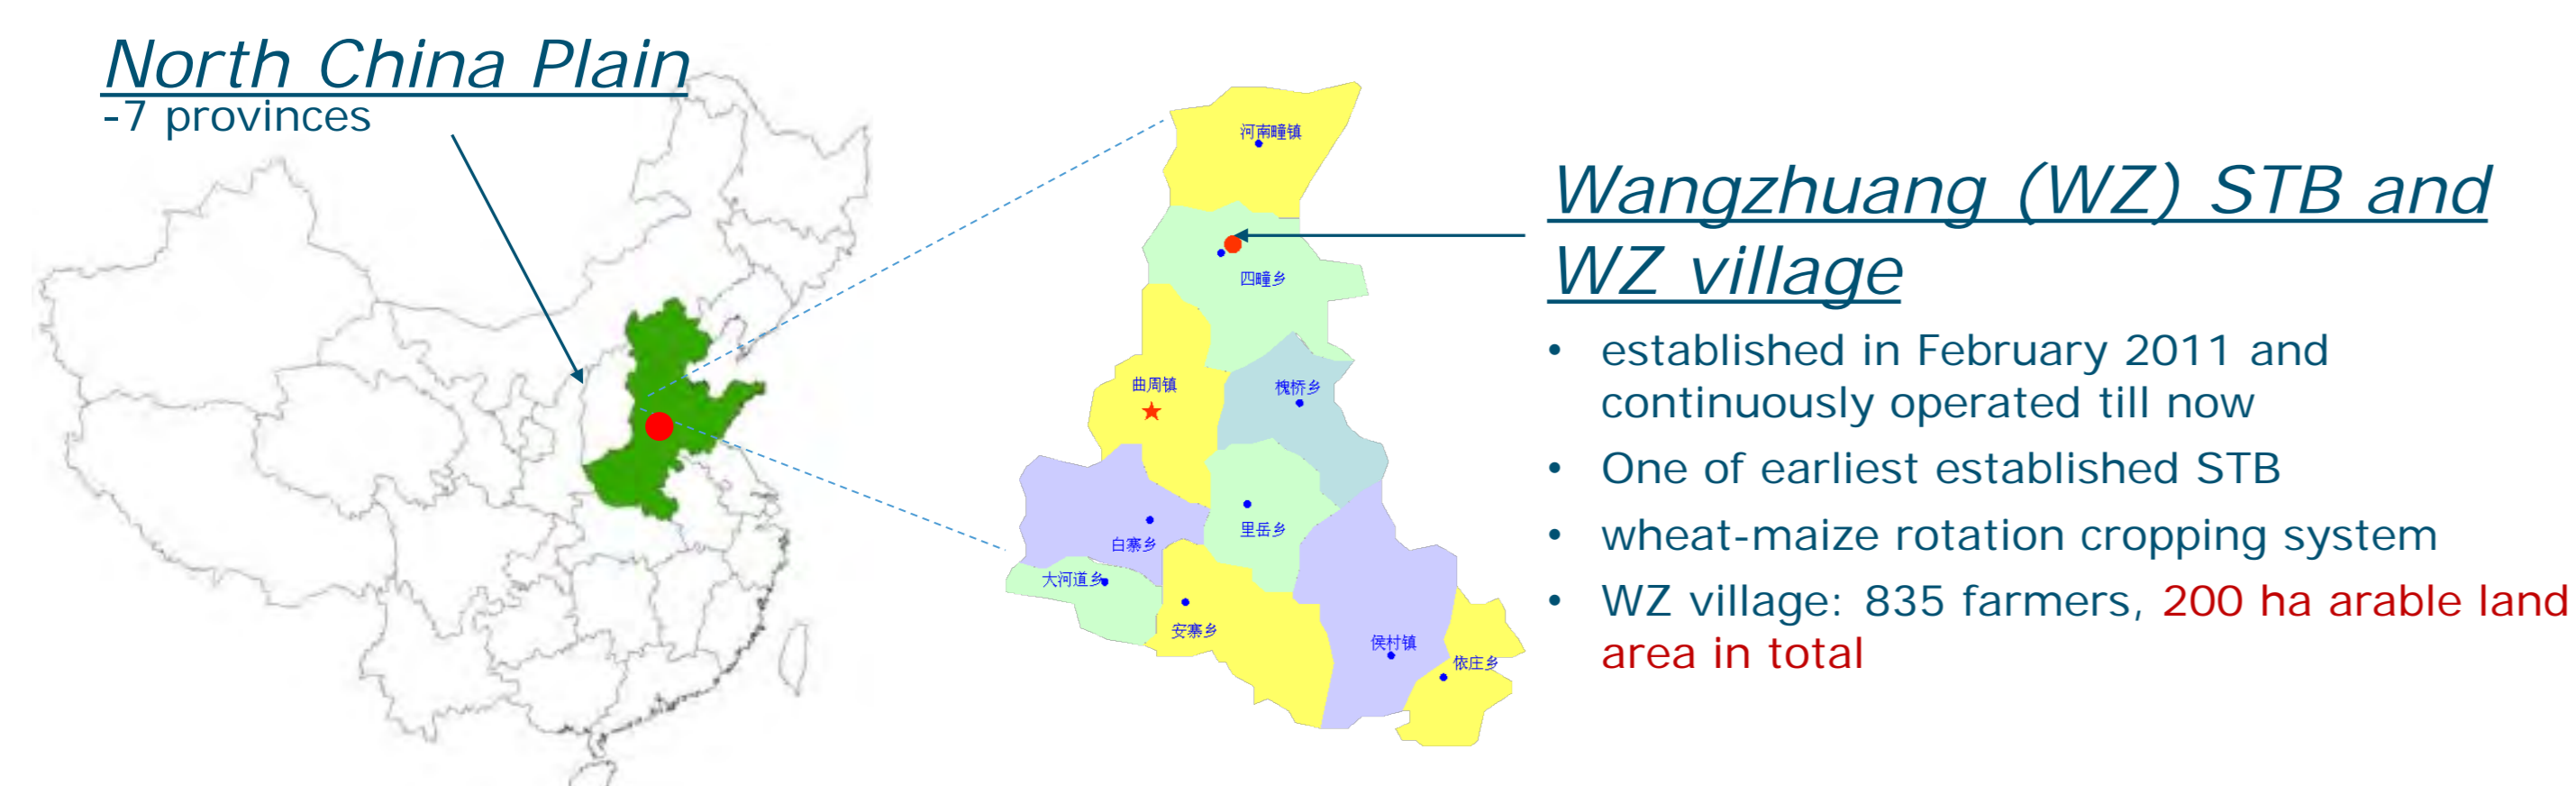 North China Plain
-7 provinces
河南疃镇
四疃乡
曲周镇
槐桥乡
里岳乡
白寨乡
大河道乡
安寨乡
侯村镇
依庄乡
Wangzhuang (WZ) STB and
WZ village
• established in February 2011 and
continuously operated till now
• One of earliest established STB
• wheat-maize rotation cropping system
• WZ village: 835 farmers, 200 ha arable land
area in total